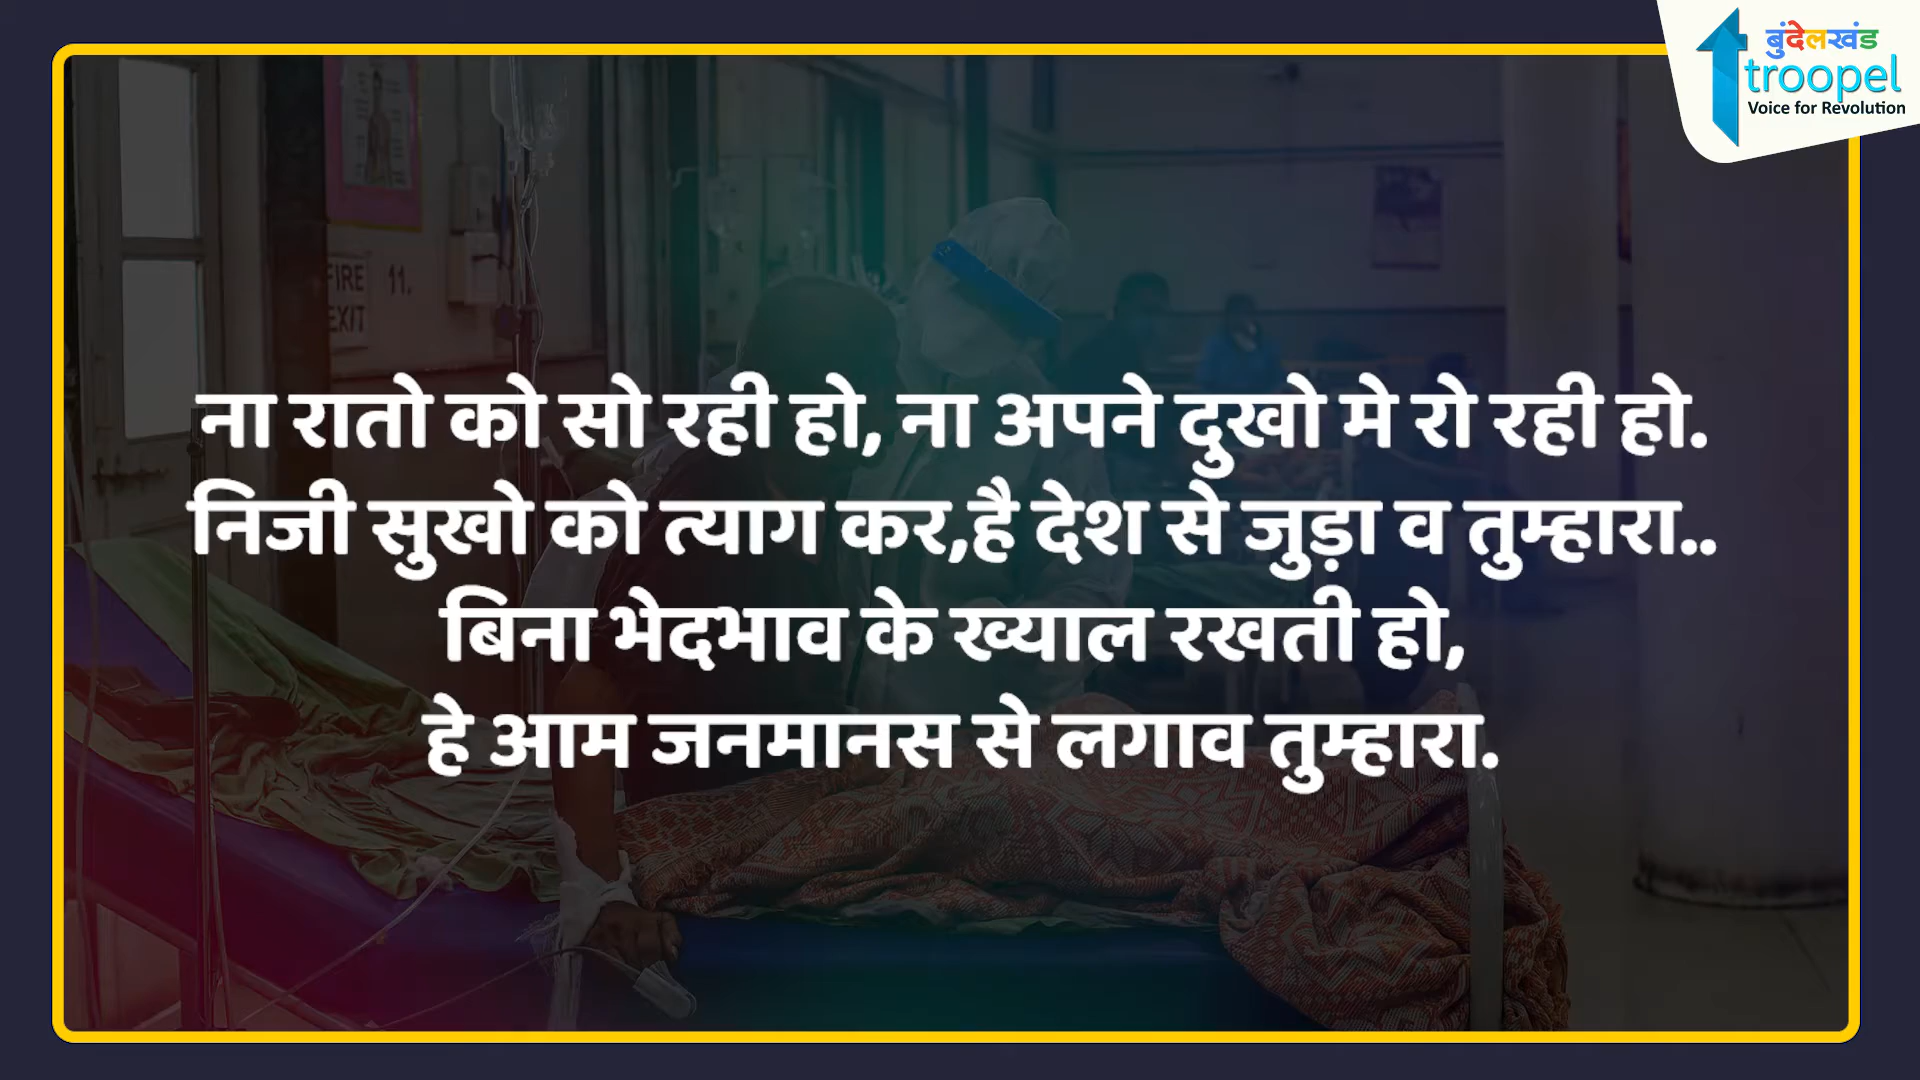 बुंदेलखंड
troopel
Voice for Revolution
FIRE 11.
EXIT
ना रातो को सो रही हो, ना अपने दुखो मे रो रही हो.
निजी सुखो को त्याग कर,है देश से जुड़ा व तुम्हारा..
बिना भेदभाव के ख्याल रखती हो,
हे आम जनमानस से लगाव तुम्हारा.